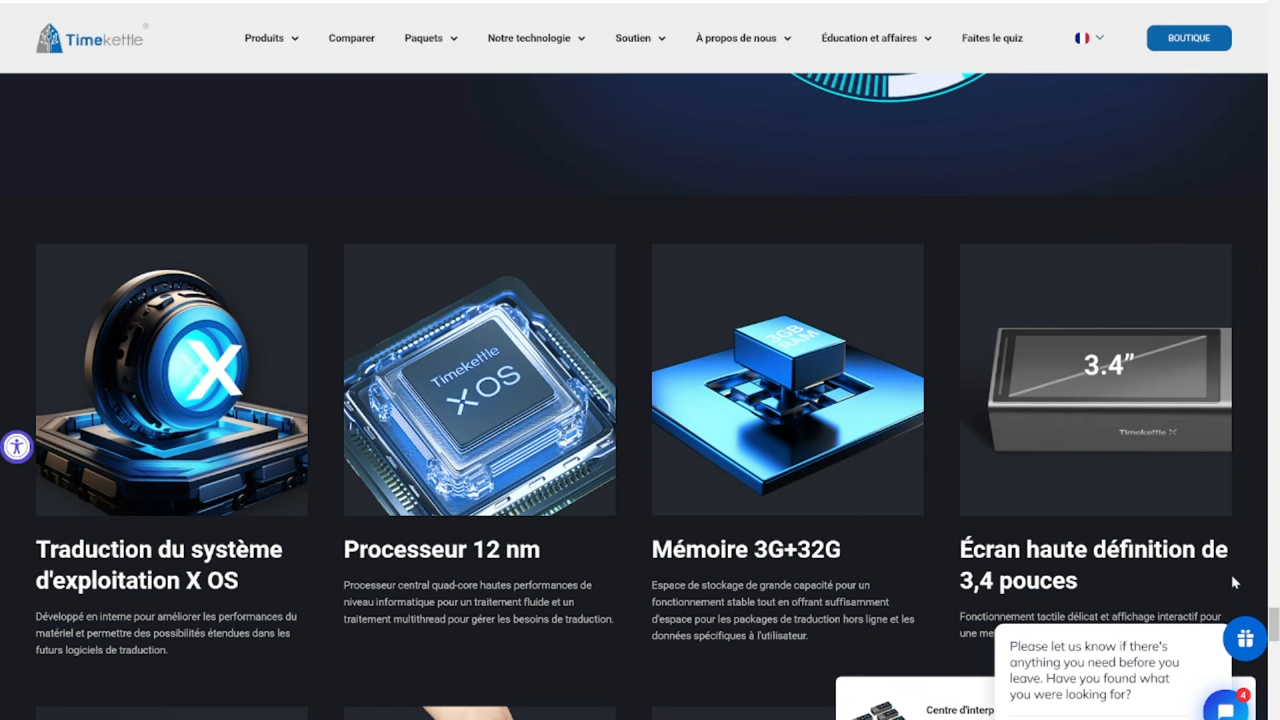 Timekettle®
Produits
Comparer
Paquets
Notre technologie
Soutien
À propos de nous
Éducation et affaires
Faites le quiz
BOUTIQUE
X
Timekettle
X OS
3GB
RAM
3.4”
Timekettle X
Traduction du système
d'exploitation X OS
Développé en interne pour améliorer les performances du
matériel et permettre des possibilités étendues dans les
futurs logiciels de traduction.
Processeur 12 nm
Processeur central quad-core hautes performances de
niveau informatique pour un traitement fluide et un
traitement multithread pour gérer les besoins de traduction.
Mémoire 3G+32G
Espace de stockage de grande capacité pour un
fonctionnement stable tout en offrant suffisamment
d'espace pour les packages de traduction hors ligne et les
données spécifiques à l'utilisateur.
Écran haute définition de
3,4 pouces
Fonctionnement tactile délicat et affichage interactif pour
une
Please let us know if there's
anything you need before you
leave. Have you found what
you were looking for?
4
Centre d'interp